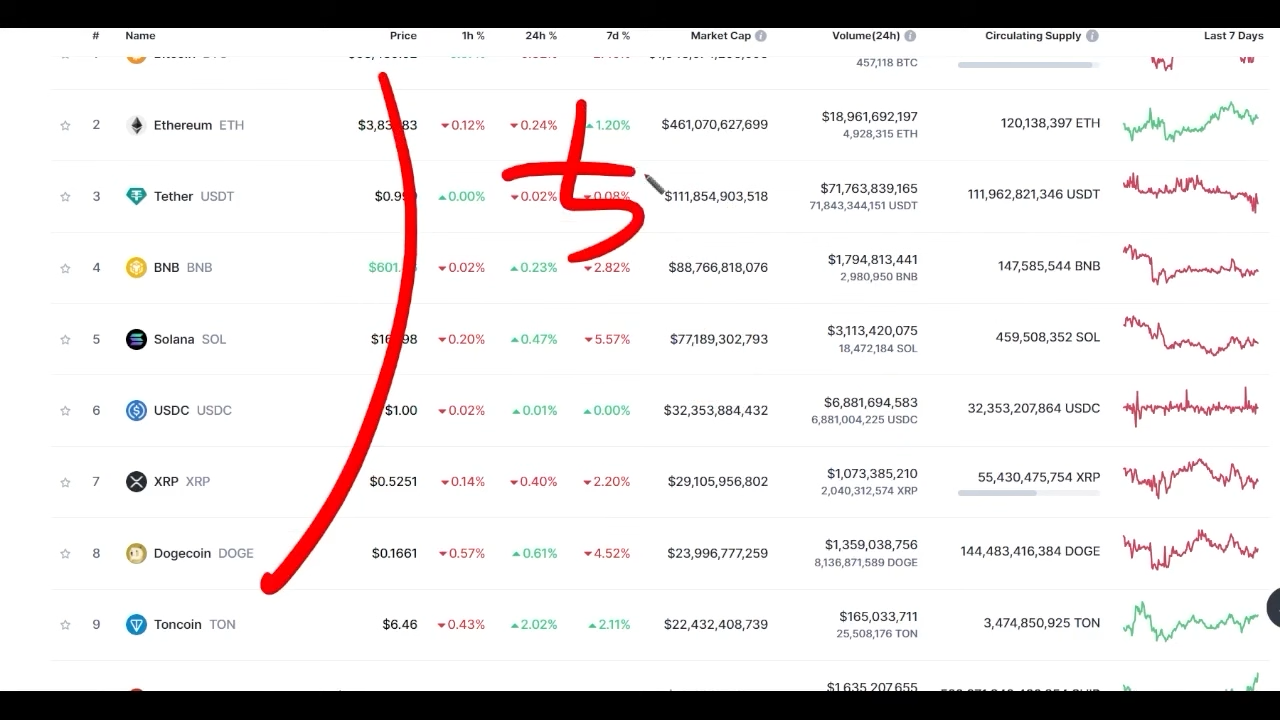 # Name Price 1h % 24h % 7d % Market Cap Volume(24h) Circulating Supply Last 7 Days
457,118 BTC
2 Ethereum ETH 0.12% 0.24% 1.20% $461,070,627,699 $18,961,692,197 120,138,397 ETH
4,928,315 ETH
3 Tether USDT 0.00% 0.02% 0.08% $111,854,903,518 $71,763,839,165 111,962,821,346 USDT
71,843,344,151 USDT
4 BNB BNB 0.02% 0.23% 2.82% $88,766,818,076 $1,794,813,441 147,585,544 BNB
2,980,950 BNB
5 Solana SOL 0.20% 0.47% 5.57% $77,189,302,793 $3,113,420,075 459,508,352 SOL
18,472,184 SOL
6 USDC USDC $1.00 0.02% 0.01% 0.00% $32,353,884,432 $6,881,694,583 32,353,207,864 USDC
6,881,004,225 USDC
7 XRP XRP $0.5251 0.14% 0.40% 2.20% $29,105,956,802 $1,073,385,210 55,430,475,754 XRP
2,040,312,574 XRP
8 Dogecoin DOGE $0.1661 0.57% 0.61% 4.52% $23,996,777,259 $1,359,038,756 144,483,416,384 DOGE
8,136,871,589 DOGE
9 Toncoin TON $6.46 0.43% 2.02% 2.11% $22,432,408,739 $165,033,711 3,474,850,925 TON
25,508,176 TON
$1,635,207,655